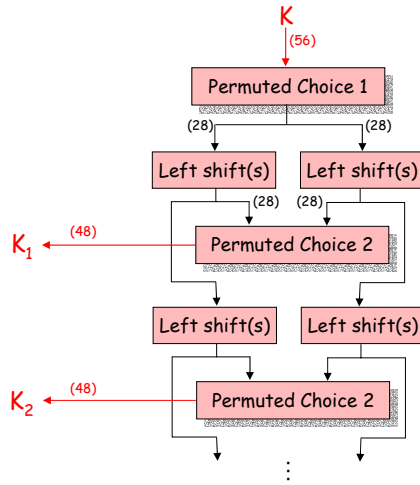 K
(56)
Permuted Choice 1
(28) (28)
Left shift(s) Left shift(s)
(28) (28)
K1 (48) Permuted Choice 2
Left shift(s) Left shift(s)
K2 (48) Permuted Choice 2
⋮